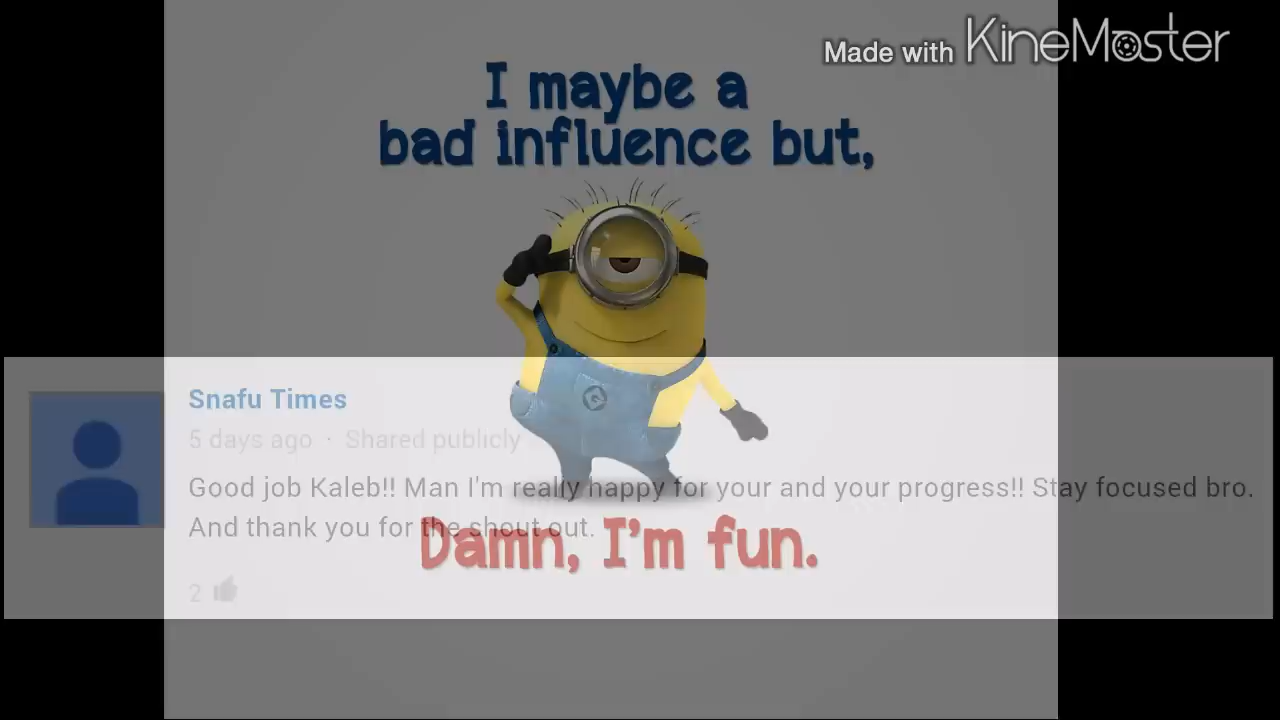 Made with KineMaster
I maybe a
bad influence but,
Snafu Times
5 days ago · Shared publicly
Good job Kaleb!! Man I'm really happy for your and your progress!! Stay focused bro.
And thank you for the shout out.
Damn, I'm fun.
2